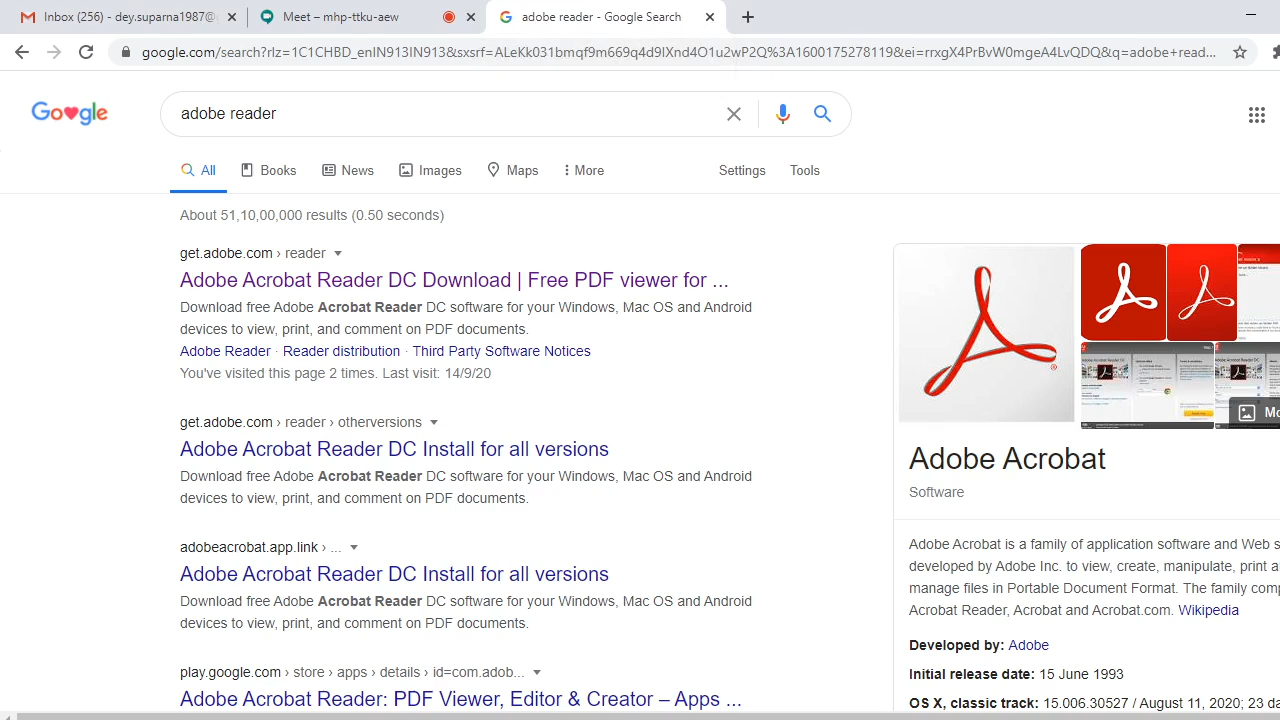 Inbox (256) - dey.suparna1987@
Meet – mhp-ttku-aew
adobe reader - Google Search
google.com/search?rlz=1C1CHBD_enIN913IN913&sxsrf=ALeKk031bmqf9m669q4d9IXnd4O1u2wP2Q%3A1600175278119&ei=rrxgX4PrBvW0mgeA4LvQDQ&q=adobe+read...
Google
adobe reader
All
Books
News
Images
Maps
More
Settings
Tools
About 51,10,00,000 results (0.50 seconds)
get.adobe.com › reader
Adobe Acrobat Reader DC Download | Free PDF viewer for ...
Download free Adobe Acrobat Reader DC software for your Windows, Mac OS and Android
devices to view, print, and comment on PDF documents.
Adobe Reader · Reader distribution · Third Party Software Notices
You've visited this page 2 times. Last visit: 14/9/20
get.adobe.com › reader › otherversions
Adobe Acrobat Reader DC Install for all versions
Download free Adobe Acrobat Reader DC software for your Windows, Mac OS and Android
devices to view, print, and comment on PDF documents.
adobeacrobat.app.link › ...
Adobe Acrobat Reader DC Install for all versions
Download free Adobe Acrobat Reader DC software for your Windows, Mac OS and Android
devices to view, print, and comment on PDF documents.
play.google.com › store › apps › details › id=com.adob...
Adobe Acrobat Reader: PDF Viewer, Editor & Creator – Apps ...
Mo
Adobe Acrobat
Software
Adobe Acrobat is a family of application software and Web s
developed by Adobe Inc. to view, create, manipulate, print a
manage files in Portable Document Format. The family comp
Acrobat Reader, Acrobat and Acrobat.com. Wikipedia
Developed by: Adobe
Initial release date: 15 June 1993
OS X, classic track: 15.006.30527 / August 11, 2020; 23 da